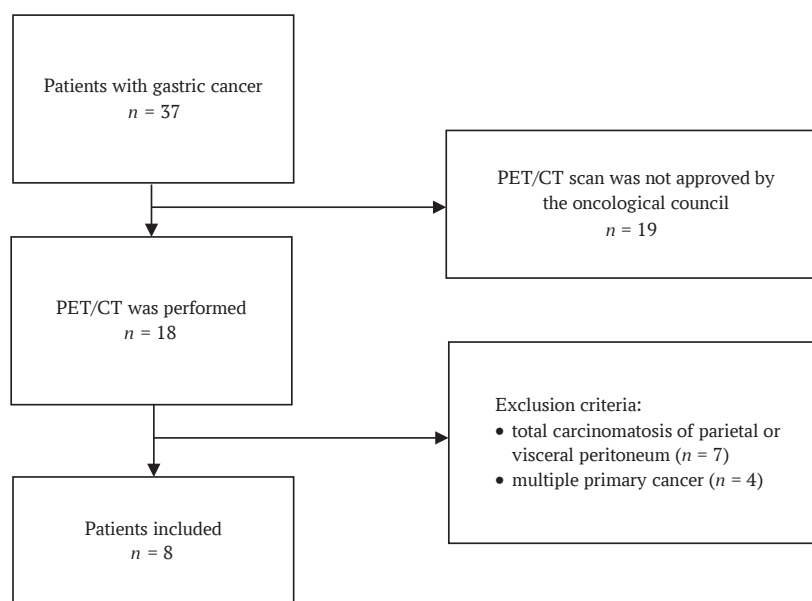 Patients with gastric cancer
n = 37
PET/CT scan was not approved by
the oncological council
n = 19
PET/CT was performed
n = 18
Exclusion criteria:
• total carcinomatosis of parietal or
visceral peritoneum (n = 7)
• multiple primary cancer (n = 4)
Patients included
n = 8